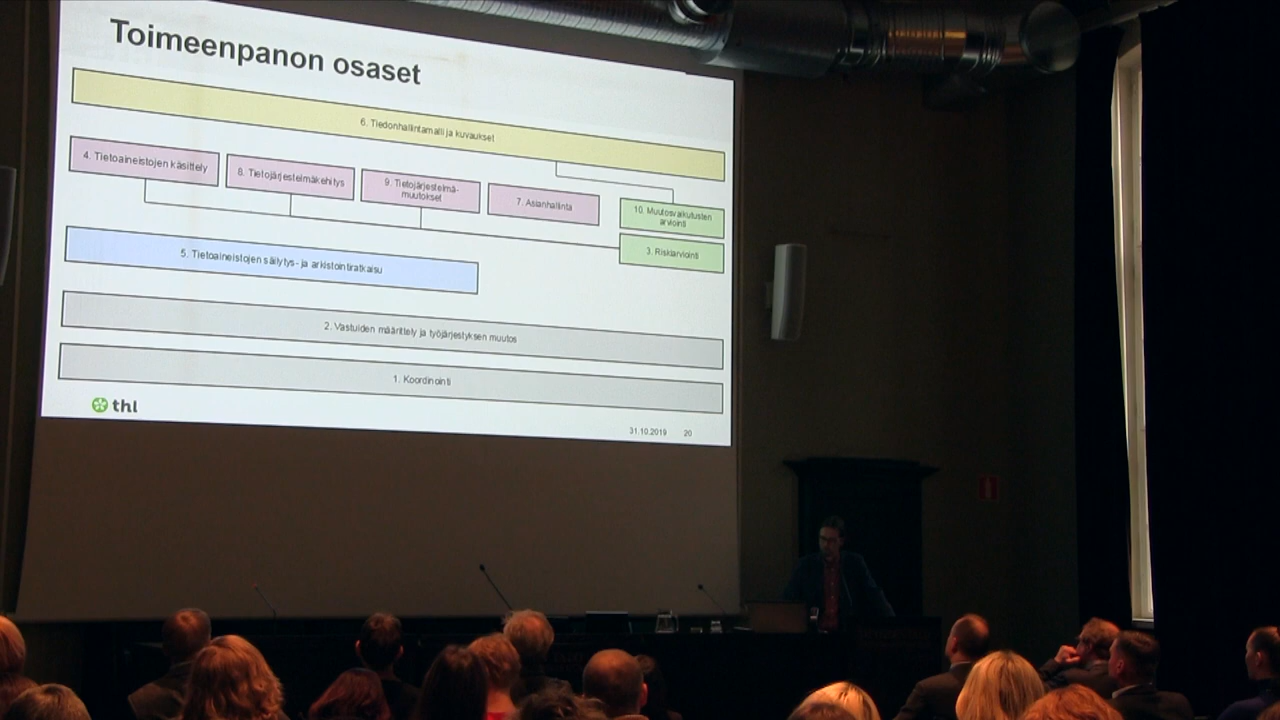 Toimeenpanon osaset
6. Tiedonhallintamalli ja kuvaukset
4. Tietoaineistojen käsittely
8. Tietojärjestelmäkehitys
9. Tietojärjestelmä-
muutokset
7. Asianhallinta
10. Muutosvaikutusten
arviointi
3. Riskiarviointi
5. Tietoaineistojen säilytys- ja arkistointiratkaisu
2. Vastuiden määrittely ja työjärjestyksen muutos
1. Koordinointi
thl
31.10.2019 20